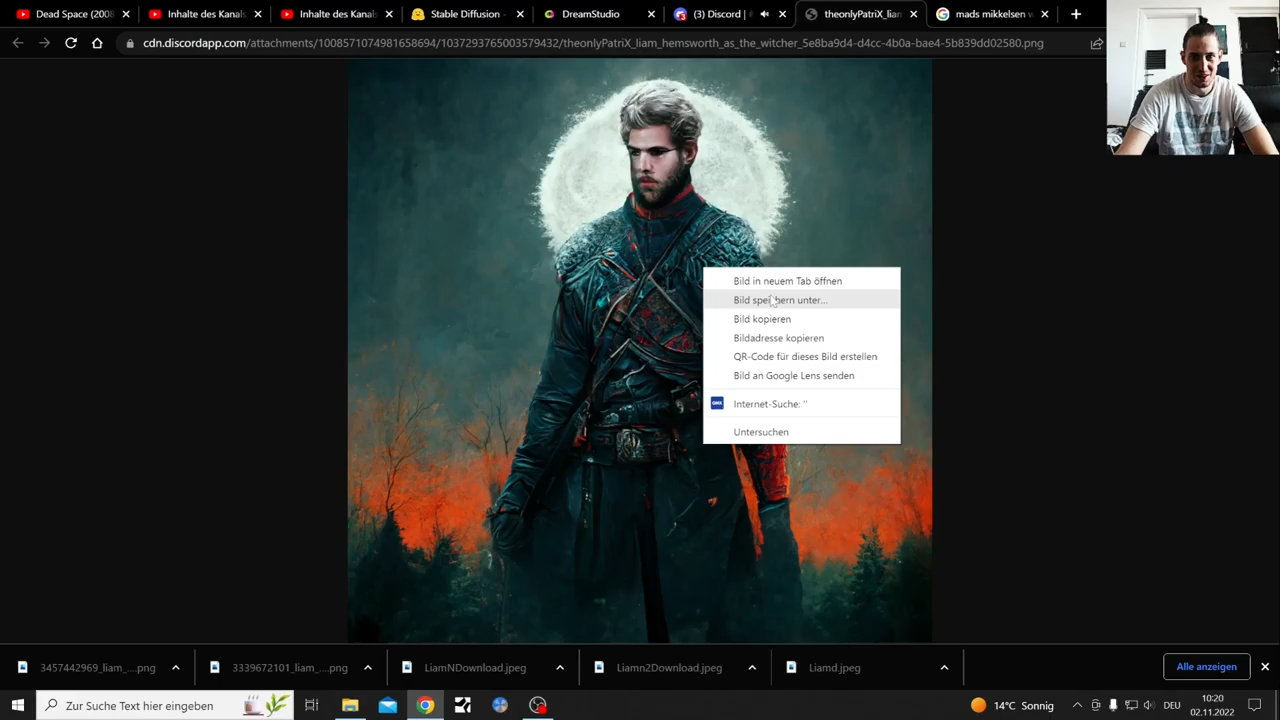 Dead Space (2008
Inhalte des Kanals
Inhalte des Kanals
Stable Diffusion -
DreamStudio
(3) Discord |
theonlyPatriX_lian
mads mikkelsen w
cdn.discordapp.com/attachments/1008571074981658694/1037293765033579432/theonlyPatriX_liam_hemsworth_as_the_witcher_5e8ba9d4-d4cc-4b0a-bae4-5b839dd02580.png
Bild in neuem Tab öffnen
Bild speichern unter...
Bild kopieren
Bildadresse kopieren
QR-Code für dieses Bild erstellen
Bild an Google Lens senden
Internet-Suche: ''
Untersuchen
3457442969_liam_....png
3339672101_liam_....png
LiamNDownload.jpeg
Liamn2Download.jpeg
Liamd.jpeg
Alle anzeigen
Zur Suche Text hier eingeben
14°C Sonnig
DEU
10:20
02.11.2022